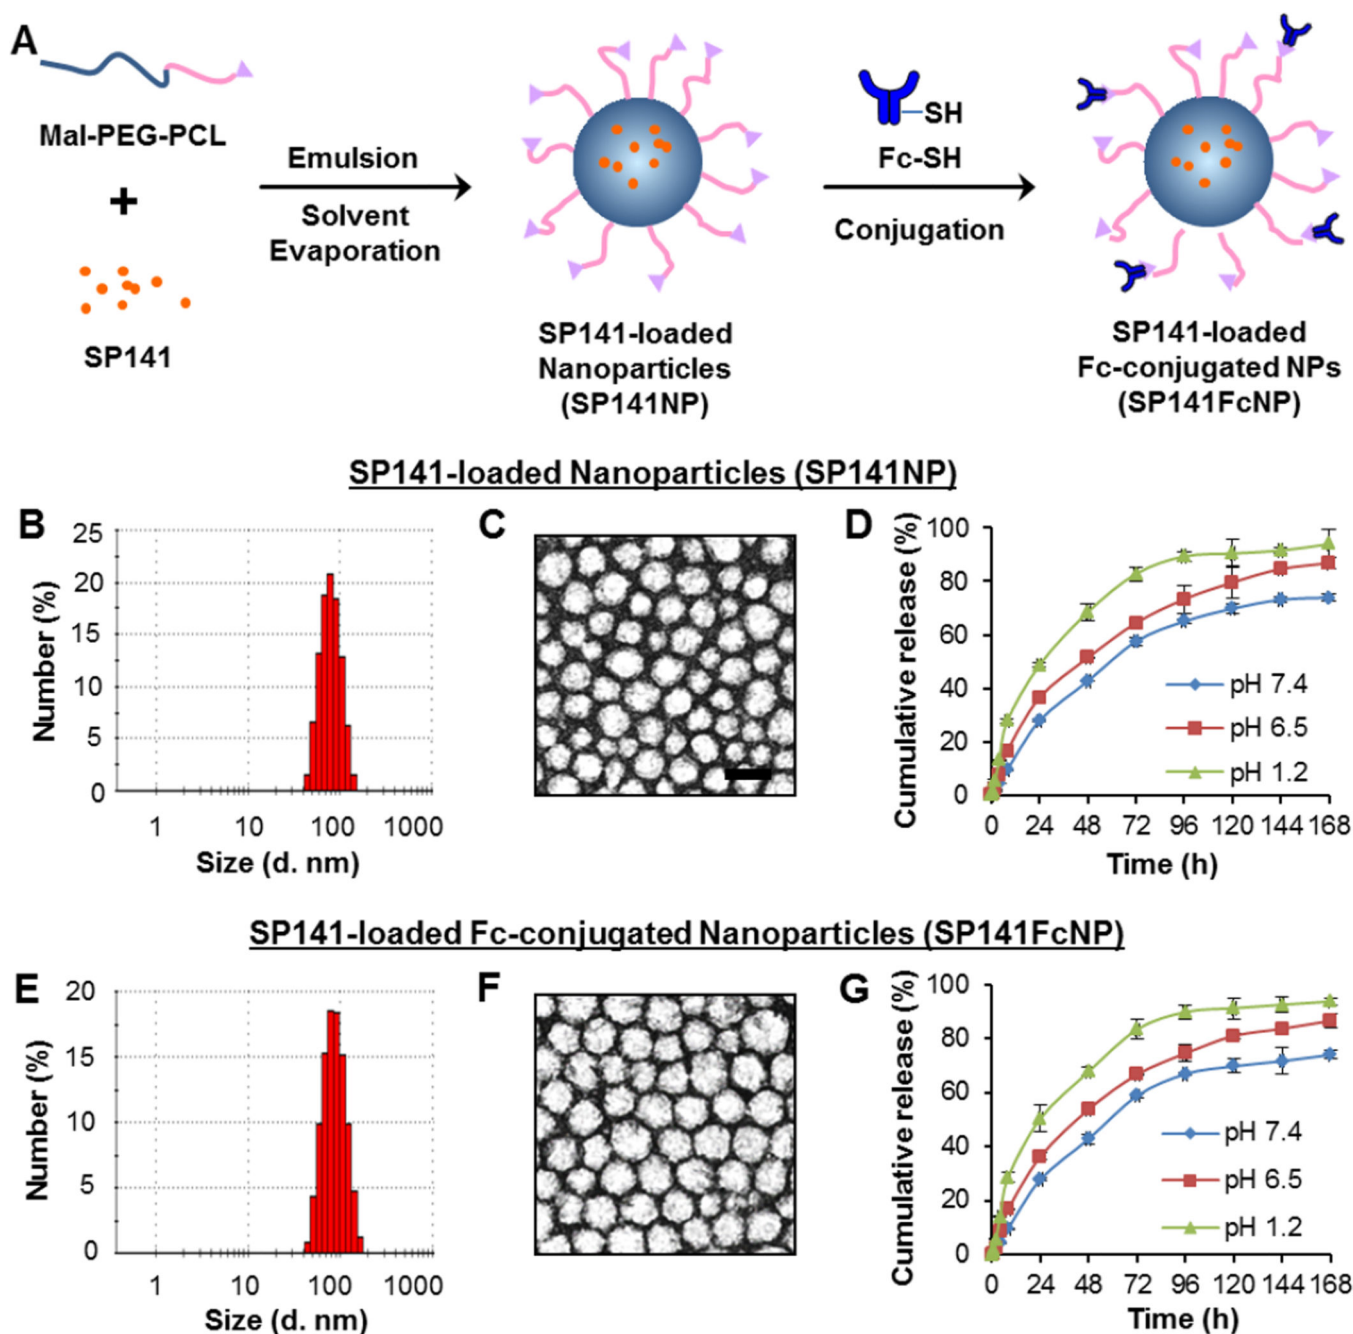 A
Mal-PEG-PCL
+
SP141
Emulsion
Solvent
Evaporation
SP141-loaded
Nanoparticles
(SP141NP)
SH
Fc-SH
Conjugation
SP141-loaded
Fc-conjugated NPs
(SP141FcNP)
SP141-loaded Nanoparticles (SP141NP)
B
Number (%)
25
20
15
10
5
0
1 10 100 1000
Size (d. nm)
C
D
Cumulative release (%)
100
80
60
40
20
0
pH 7.4
pH 6.5
pH 1.2
0 24 48 72 96 120 144 168
Time (h)
SP141-loaded Fc-conjugated Nanoparticles (SP141FcNP)
E
Number (%)
20
15
10
5
0
1 10 100 1000
Size (d. nm)
F
G
Cumulative release (%)
100
80
60
40
20
0
pH 7.4
pH 6.5
pH 1.2
0 24 48 72 96 120 144 168
Time (h)